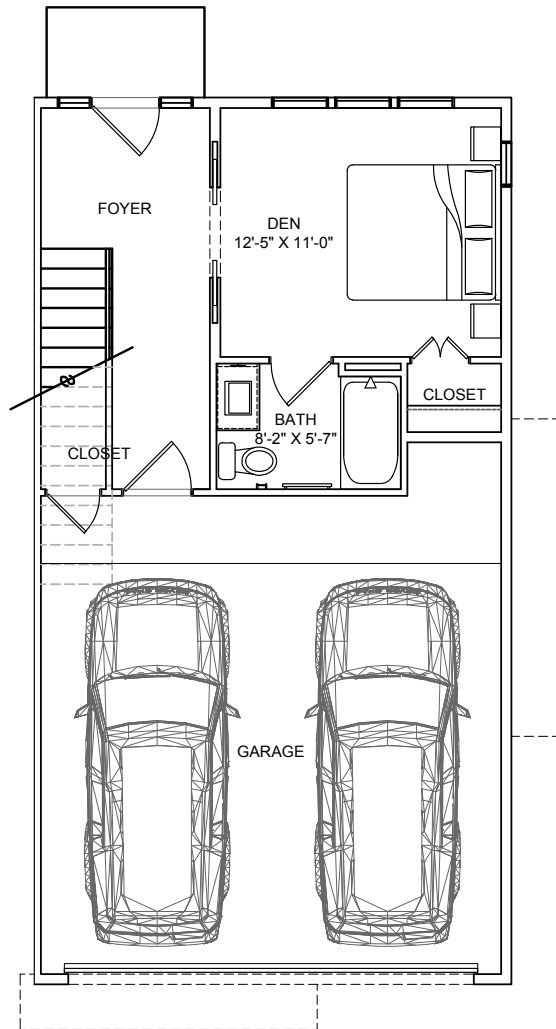 FOYER
DEN
12'-5" X 11'-0"
CLOSET
BATH
8'-2" X 5'-7"
CLOSET
GARAGE